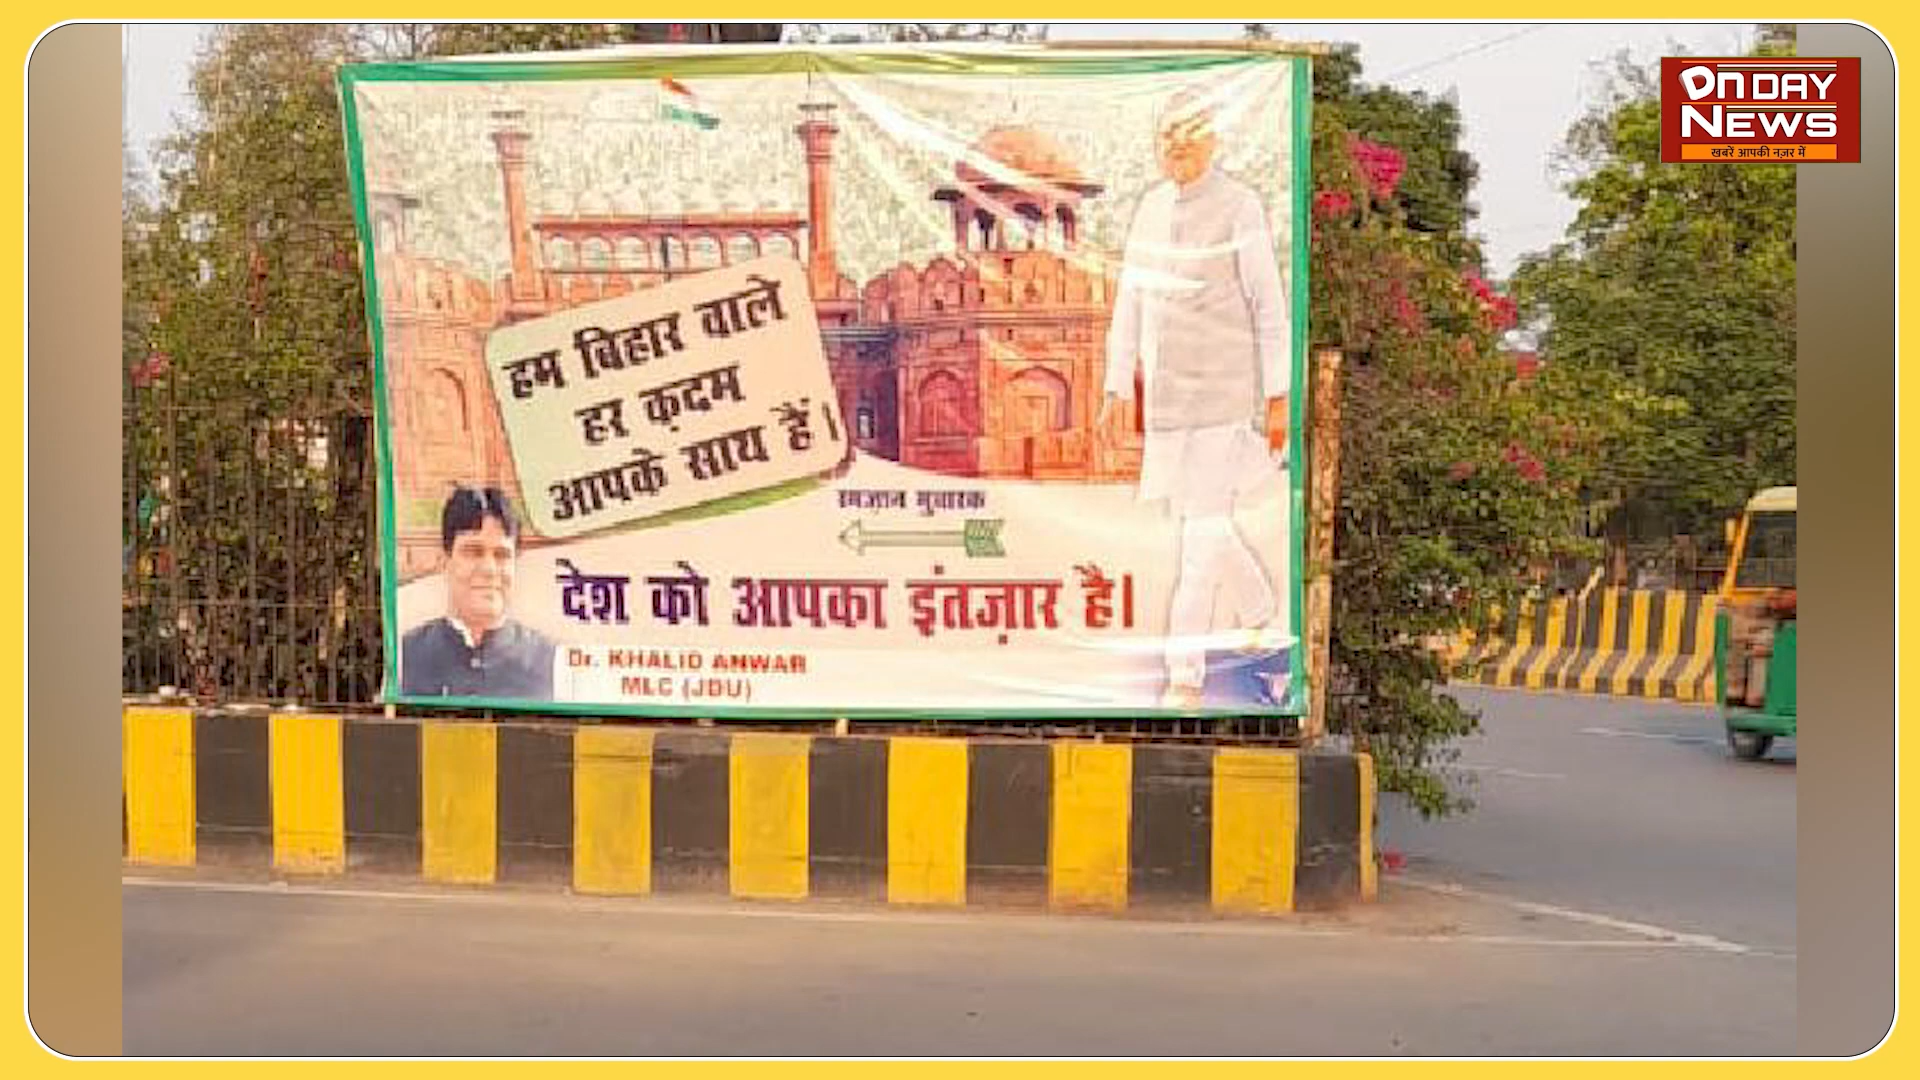 ON DAY
NEWS
खबरें आपकी नज़र में
हम बिहार वाले
हर क़दम
आपके साथ हैं।
रमज़ान मुबारक
देश को आपका इंतज़ार है।
Dr. KHALID ANWAR
MLC (JDU)